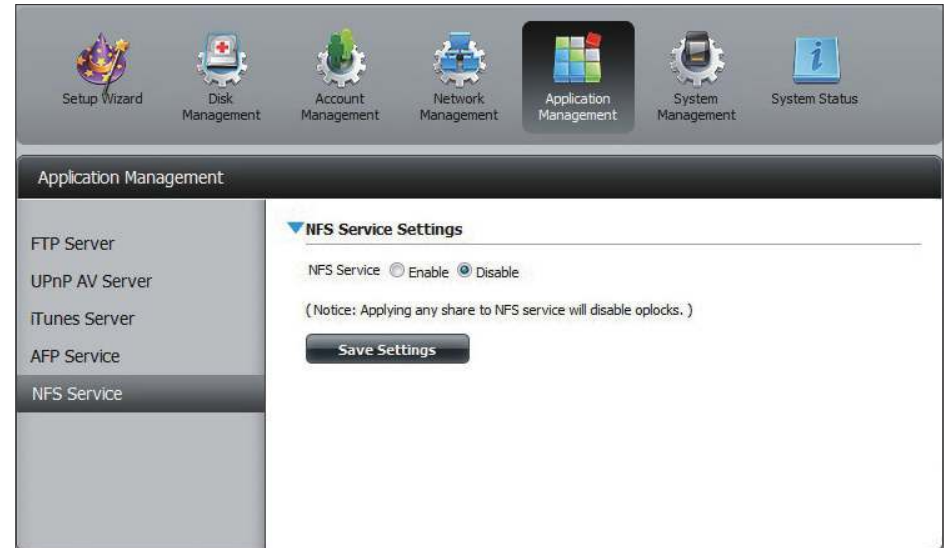 Setup Wizard
Disk
Management
Account
Management
Network
Management
Application
Management
System
Management
System Status
Application Management
FTP Server
UPnP AV Server
iTunes Server
AFP Service
NFS Service
NFS Service Settings
NFS Service Enable Disable
(Notice: Applying any share to NFS service will disable oplocks. )
Save Settings